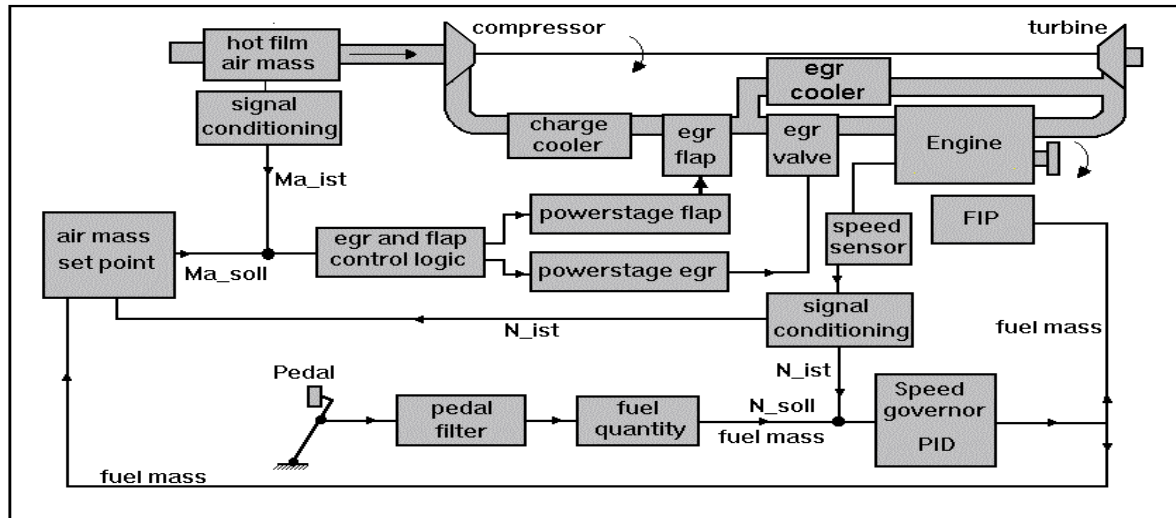 compressor
turbine
hot film
air mass
egr
cooler
signal
conditioning
charge
cooler
egr
flap
egr
valve
Engine
Ma_ist
powerstage flap
speed
sensor
FIP
air mass
set point
Ma_soll
egr and flap
control logic
powerstage egr
signal
conditioning
N_ist
fuel mass
Pedal
N_ist
pedal
filter
fuel
quantity
N_soll
fuel mass
Speed
governor
PID
fuel mass